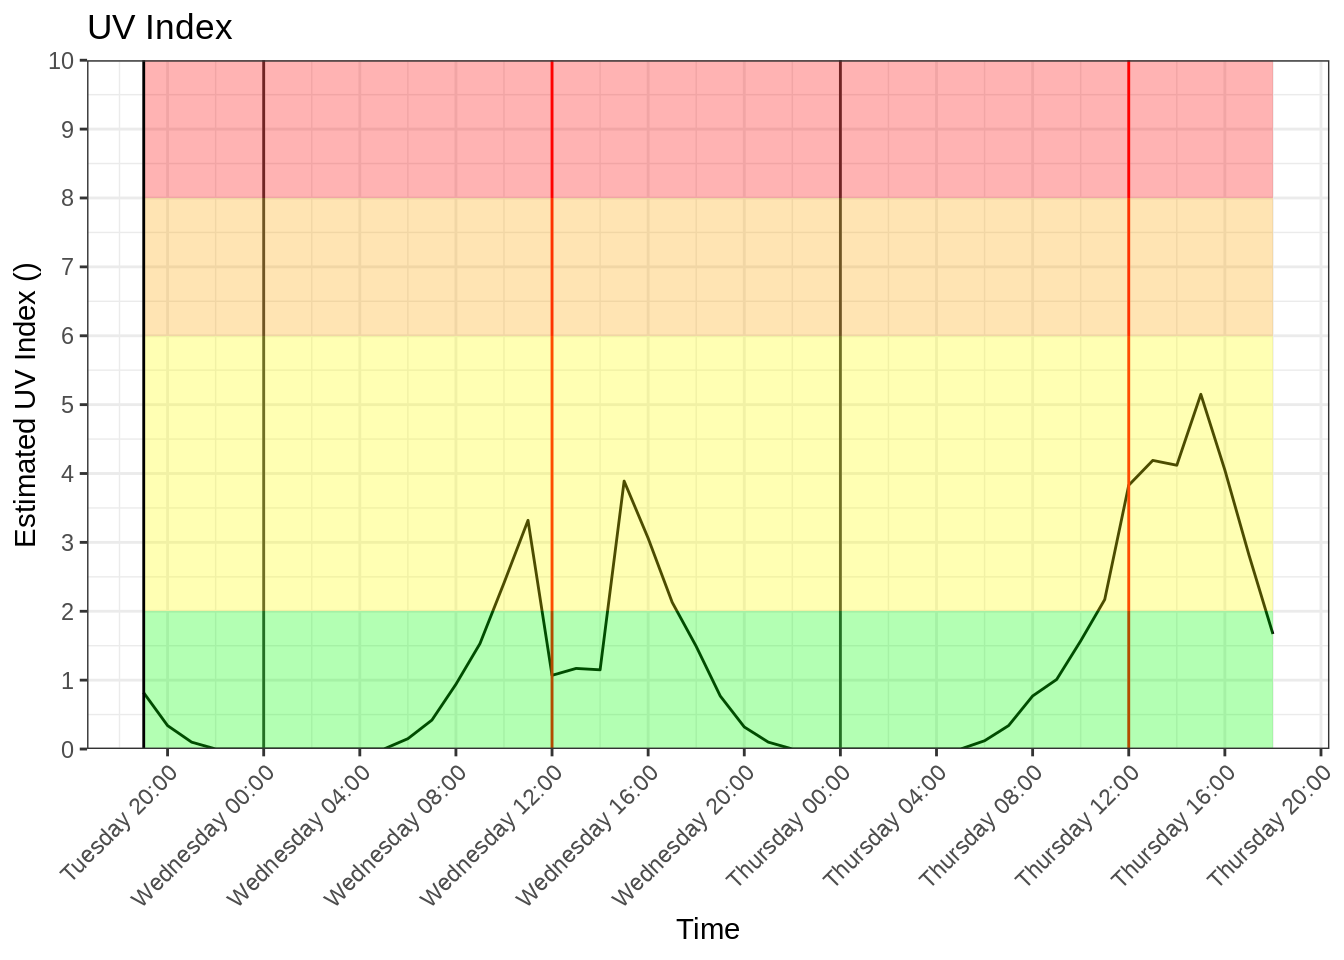 UV Index
Estimated UV Index ()
10
9
8
7
6
5
4
3
2
1
0
Tuesday 20:00
Wednesday 00:00
Wednesday 04:00
Wednesday 08:00
Wednesday 12:00
Wednesday 16:00
Wednesday 20:00
Thursday 00:00
Thursday 04:00
Thursday 08:00
Thursday 12:00
Thursday 16:00
Thursday 20:00
Time